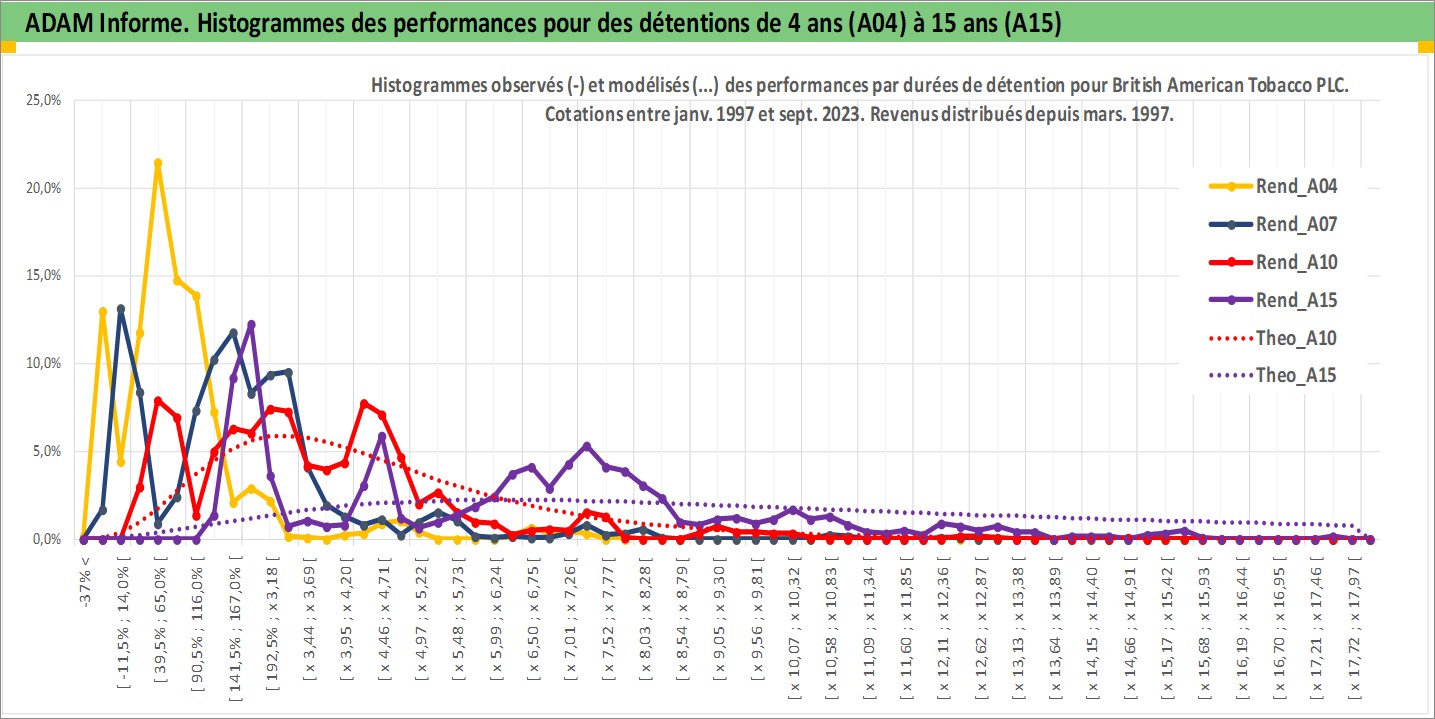 ADAM Informe. Histogrammes des performances pour des détentions de 4 ans (A04) à 15 ans (A15)
Histogrammes observés (-) et modélisés (...) des performances par durées de détention pour British American Tobacco PLC.
Cotations entre janv. 1997 et sept. 2023. Revenus distribués depuis mars. 1997.
25,0%
20,0%
15,0%
10,0%
5,0%
0,0%
Rend_A04
Rend_A07
Rend_A10
Rend_A15
Theo_A10
Theo_A15
-37% <
[ -11,5% ; 14,0% [
[ 39,5% ; 65,0% [
[ 90,5% ; 116,0% [
[ 141,5% ; 167,0% [
[ 192,5% ; x 3,18 [
[ x 3,44 ; x 3,69 [
[ x 3,95 ; x 4,20 [
[ x 4,46 ; x 4,71 [
[ x 4,97 ; x 5,22 [
[ x 5,48 ; x 5,73 [
[ x 5,99 ; x 6,24 [
[ x 6,50 ; x 6,75 [
[ x 7,01 ; x 7,26 [
[ x 7,52 ; x 7,77 [
[ x 8,03 ; x 8,28 [
[ x 8,54 ; x 8,79 [
[ x 9,05 ; x 9,30 [
[ x 9,56 ; x 9,81 [
[ x 10,07 ; x 10,32 [
[ x 10,58 ; x 10,83 [
[ x 11,09 ; x 11,34 [
[ x 11,60 ; x 11,85 [
[ x 12,11 ; x 12,36 [
[ x 12,62 ; x 12,87 [
[ x 13,13 ; x 13,38 [
[ x 13,64 ; x 13,89 [
[ x 14,15 ; x 14,40 [
[ x 14,66 ; x 14,91 [
[ x 15,17 ; x 15,42 [
[ x 15,68 ; x 15,93 [
[ x 16,19 ; x 16,44 [
[ x 16,70 ; x 16,95 [
[ x 17,21 ; x 17,46 [
[ x 17,72 ; x 17,97 [